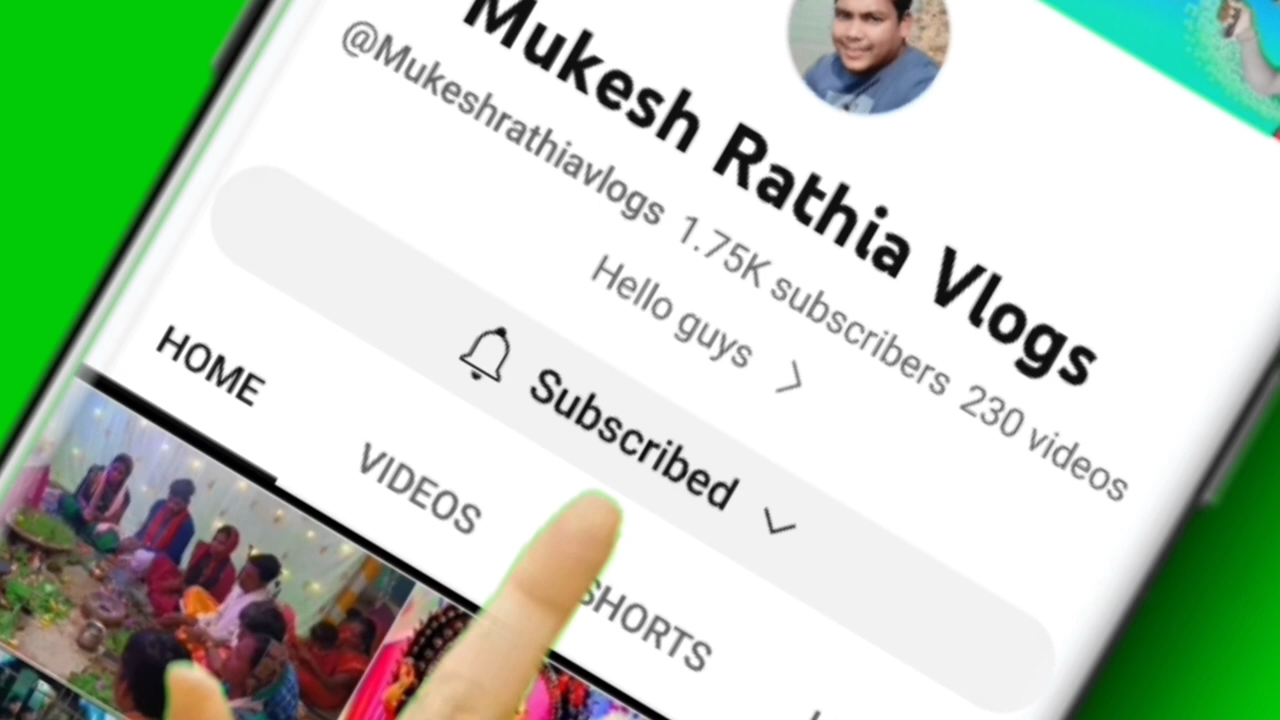 Mukesh Rathia Vlogs
@Mukeshrathiavlogs 1.75K subscribers 230 videos
Hello guys
Subscribed
HOME VIDEOS SHORTS